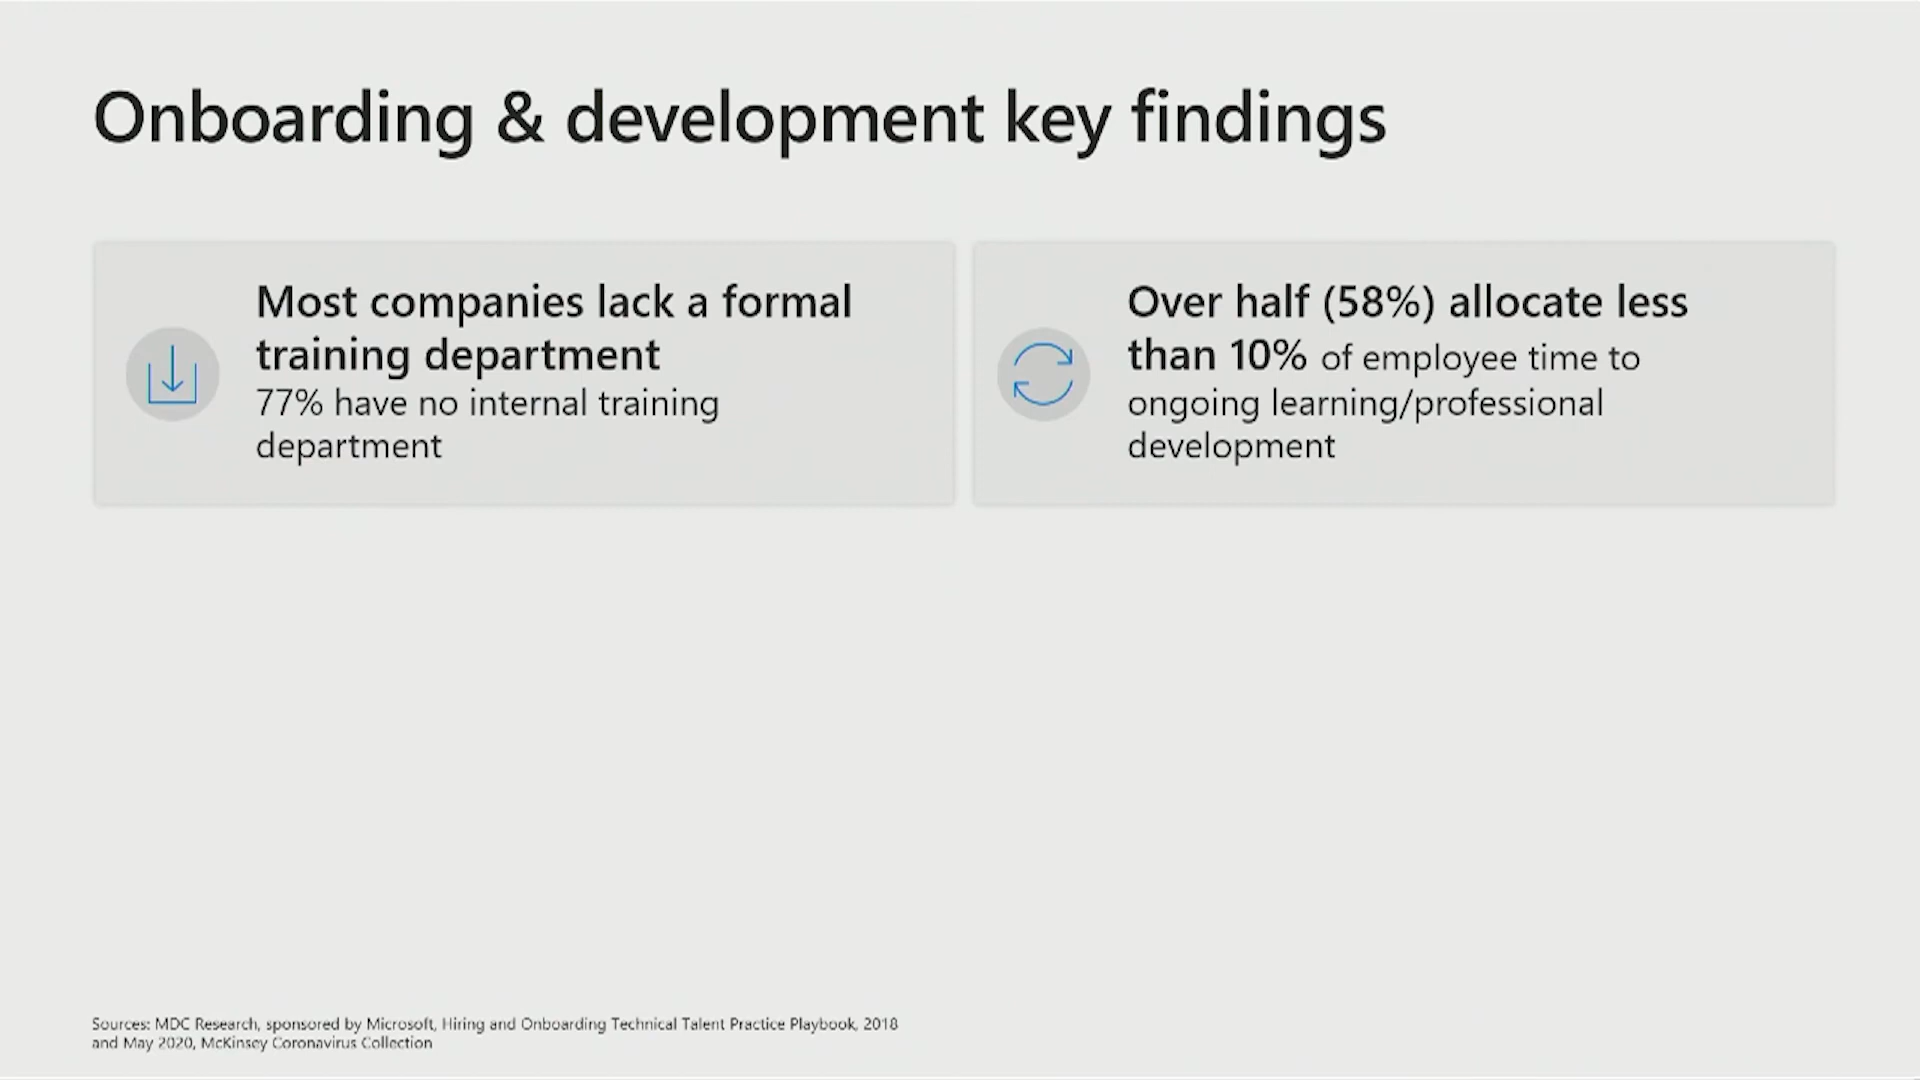 Onboarding & development key findings
Most companies lack a formal
training department
77% have no internal training
department
Over half (58%) allocate less
than 10% of employee time to
ongoing learning/professional
development
Sources: MDC Research, sponsored by Microsoft, Hiring and Onboarding Technical Talent Practice Playbook, 2018
and May 2020, McKinsey Coronavirus Collection